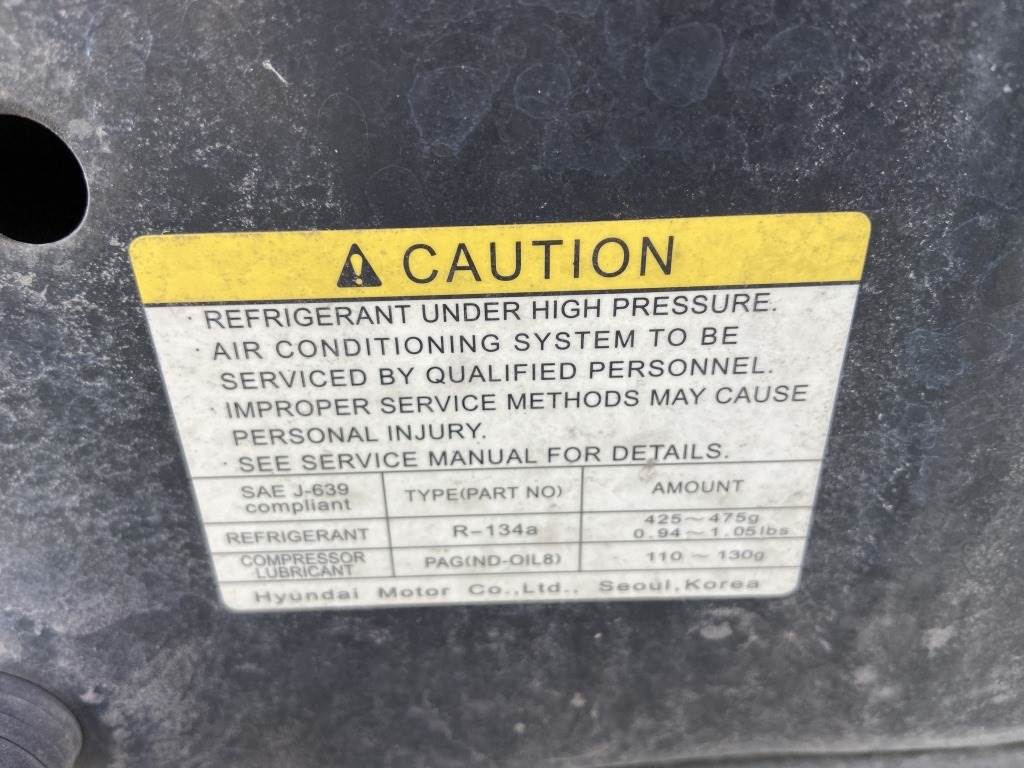 CAUTION
· REFRIGERANT UNDER HIGH PRESSURE.
· AIR CONDITIONING SYSTEM TO BE
SERVICED BY QUALIFIED PERSONNEL.
· IMPROPER SERVICE METHODS MAY CAUSE
PERSONAL INJURY.
· SEE SERVICE MANUAL FOR DETAILS.
SAE J-639 compliant TYPE(PART NO) AMOUNT
REFRIGERANT R-134a 425~475g 0.94~1.05lbs
COMPRESSOR LUBRICANT PAG(ND-OIL8) 110 ~ 130g
Hyundai Motor Co.,Ltd., Seoul,Korea